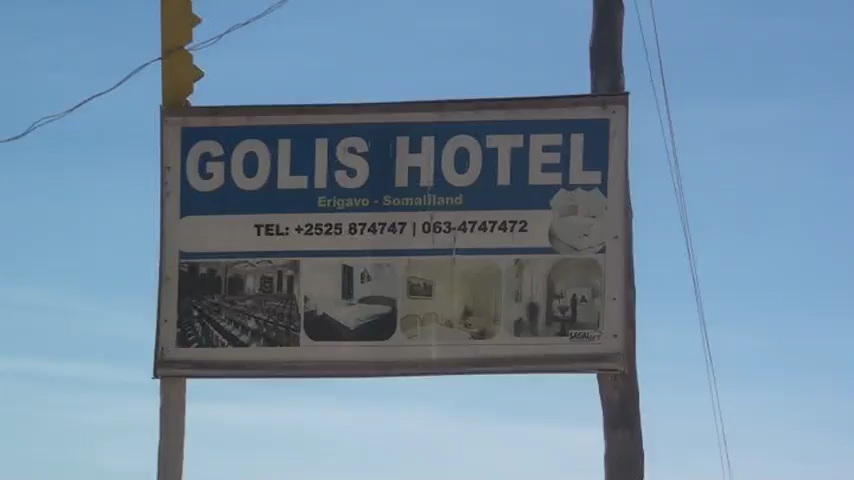 GOLIS HOTEL
Erigavo - Somaliland
TEL: +2525 874747 | 063-4747472